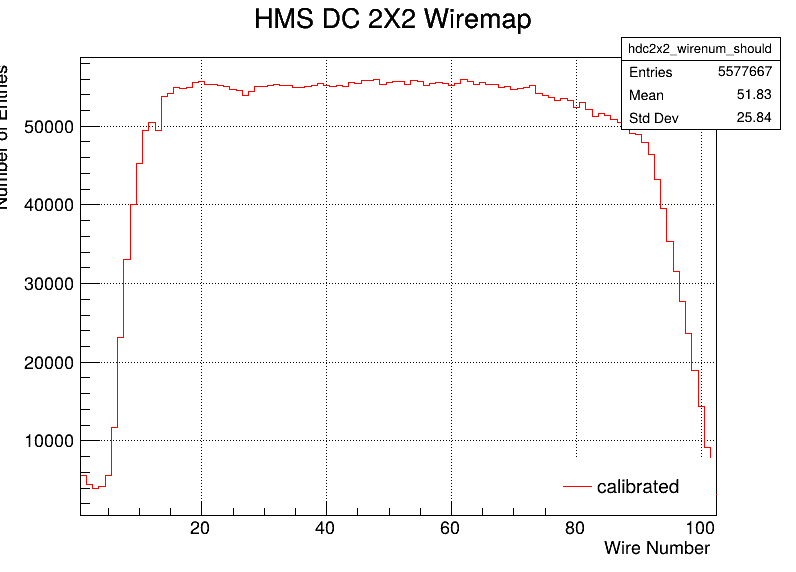 HMS DC 2X2 Wiremap
hdc2x2_wirenum_should
Entries 5577667
Mean 51.83
Std Dev 25.84
Number of Entries
50000
40000
30000
20000
10000
calibrated
20 40 60 80 100
Wire Number